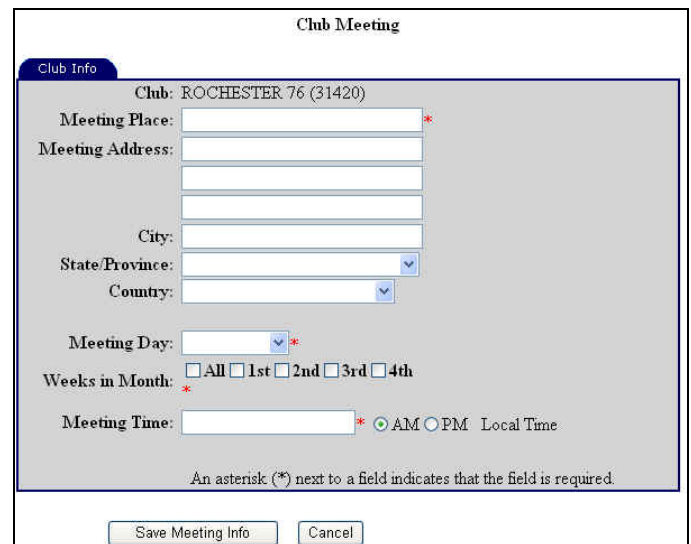 Club Meeting
Club Info
Club: ROCHESTER 76 (31420)
Meeting Place: *
Meeting Address:
City:
State/Province:
Country:
Meeting Day: *
Weeks in Month: All 1st 2nd 3rd 4th
*
Meeting Time: * AM PM Local Time
An asterisk (*) next to a field indicates that the field is required.
Save Meeting Info Cancel